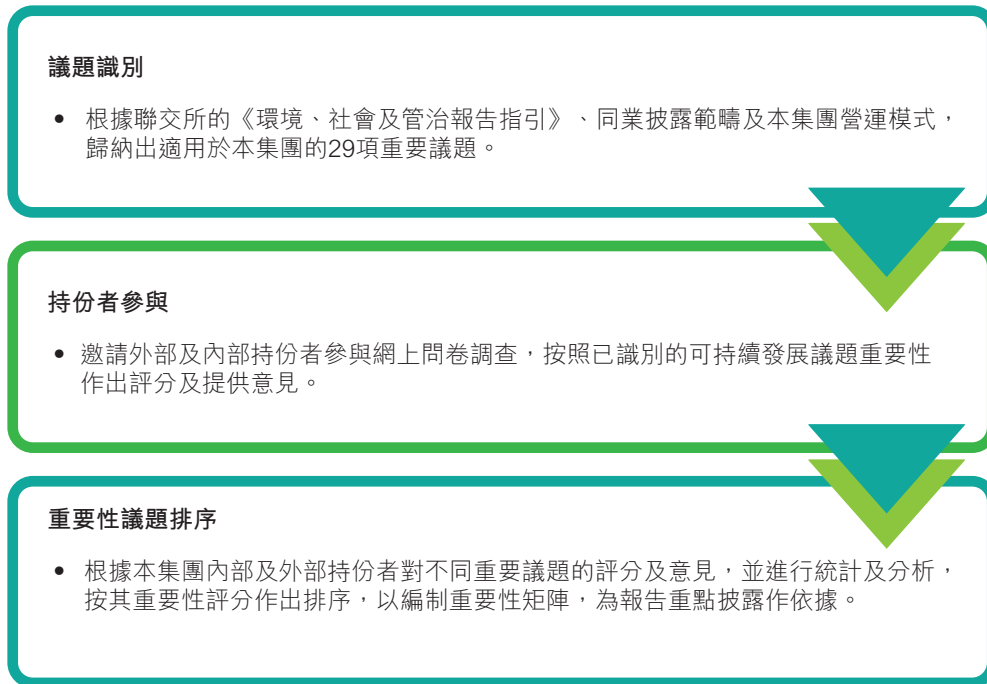 議題識別
• 根據聯交所的《環境、社會及管治報告指引》、同業披露範疇及本集團營運模式，
歸納出適用於本集團的29項重要議題。
持份者參與
• 邀請外部及內部持份者參與網上問卷調查，按照已識別的可持續發展議題重要性
作出評分及提供意見。
重要性議題排序
• 根據本集團內部及外部持份者對不同重要議題的評分及意見，並進行統計及分析，
按其重要性評分作出排序，以編制重要性矩陣，為報告重點披露作依據。